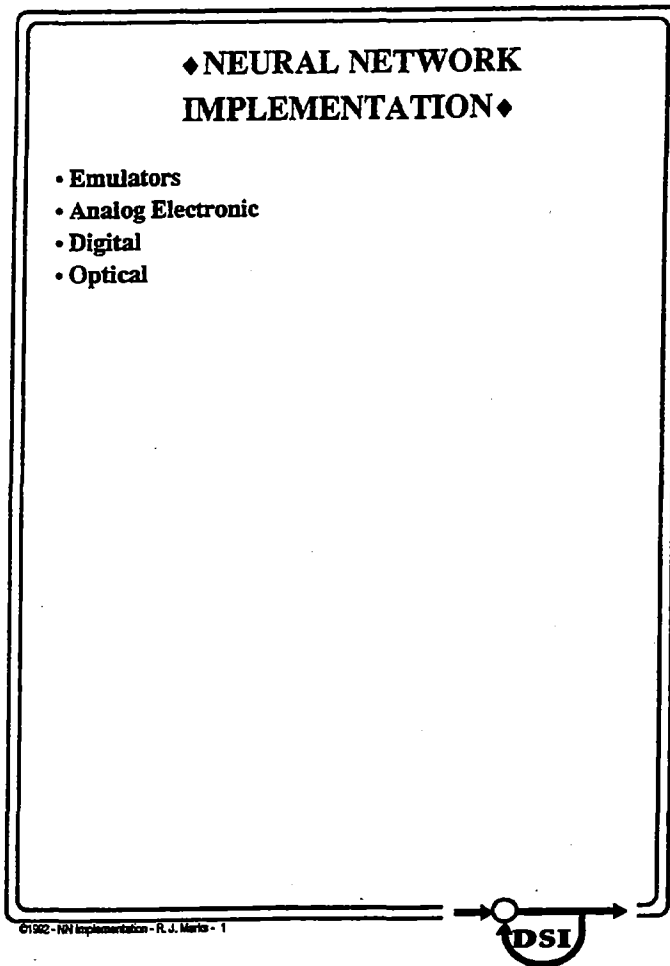 ♦NEURAL NETWORK
IMPLEMENTATION♦
• Emulators
• Analog Electronic
• Digital
• Optical
©1992 - NN Implementation - R. J. Marks - 1
DSI